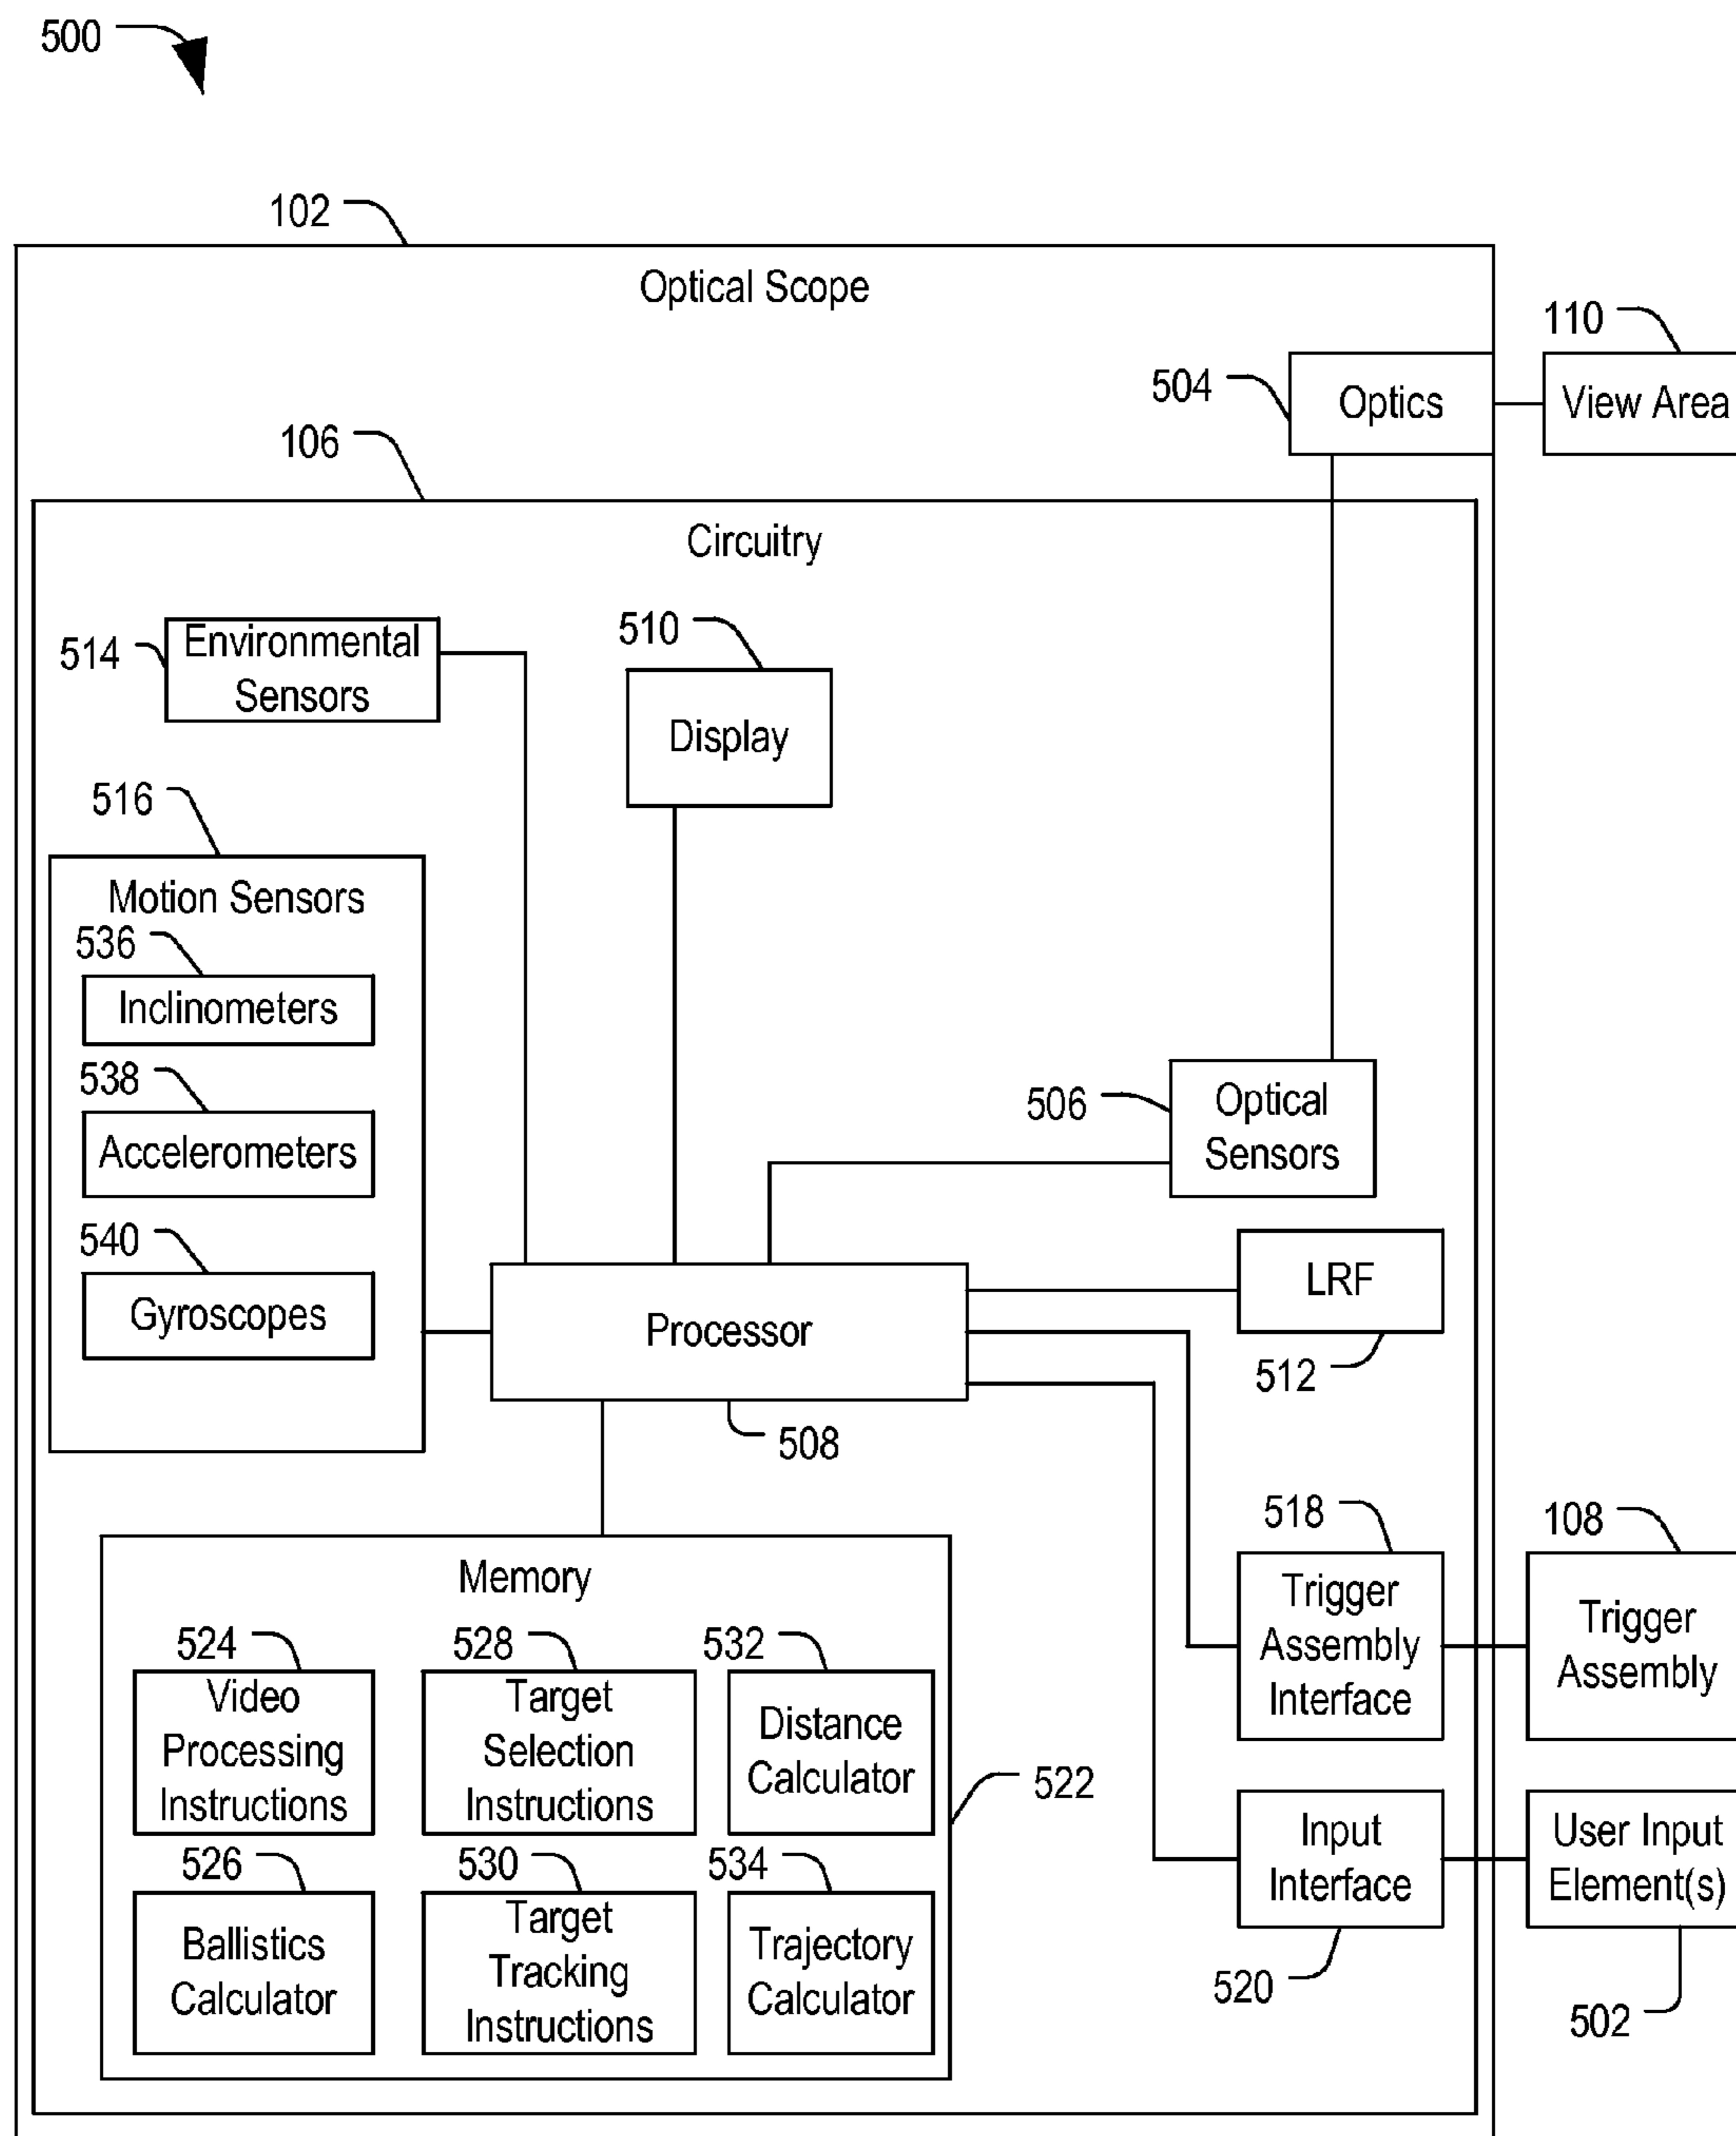 500
102
Optical Scope
110
504
Optics
View Area
106
Circuitry
514
Environmental
Sensors
510
Display
516
Motion Sensors
536
Inclinometers
538
Accelerometers
540
Gyroscopes
506
Optical
Sensors
LRF
512
Processor
508
518
Trigger
Assembly
Interface
108
Trigger
Assembly
Memory
524
Video
Processing
Instructions
528
Target
Selection
Instructions
532
Distance
Calculator
522
526
Ballistics
Calculator
530
Target
Tracking
Instructions
534
Trajectory
Calculator
Input
Interface
520
User Input
Element(s)
502